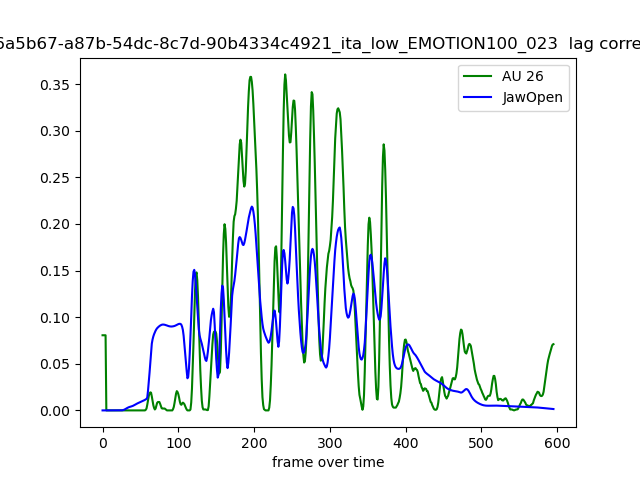 6a5b67-a87b-54dc-8c7d-90b4334c4921_ita_low_EMOTION100_023 lag corre
AU 26
JawOpen
0.35
0.30
0.25
0.20
0.15
0.10
0.05
0.00
0 100 200 300 400 500 600
frame over time